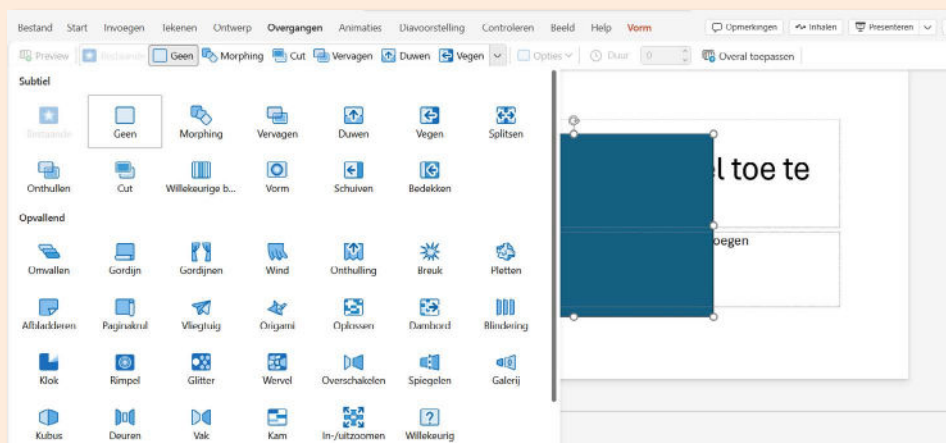 Bestand Start Invoegen Tekenen Ontwerp Overgangen Animaties Diavoorstelling Controleren Beeld Help Vorm Opmerkingen Inhalen Presenteren
Preview Bestaande Geen Morphing Cut Vervagen Duwen Vegen Opties Duur 0 Overal toepassen
Subtiel
Bestaande Geen Morphing Vervagen Duwen Vegen Splitsen
Onthullen Cut Willekeurige b... Vorm Schuiven Bedekken
Opvallend
Omvallen Gordijn Gordijnen Wind Onthulling Breuk Pletten
Afbladderen Paginakrul Vliegtuig Origami Oplossen Dambord Blindering
Klok Rimpel Glitter Wervel Overschakelen Spiegelen Galerij
Kubus Deuren Vak Kam In-/uitzoomen Willekeurig
el toe te
oegen